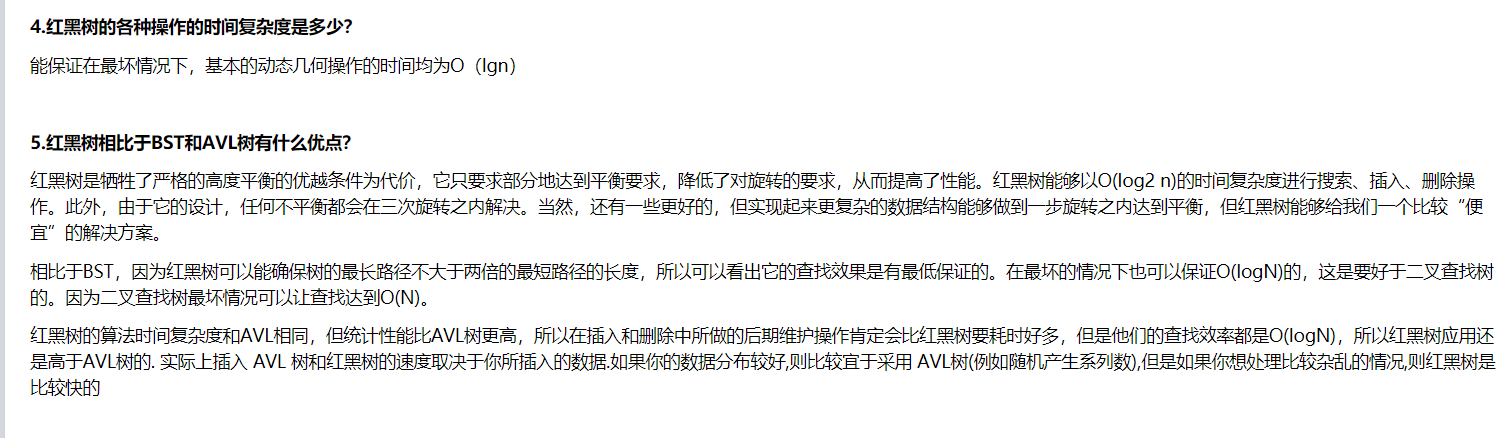 4.红黑树的各种操作的时间复杂度是多少？
能保证在最坏情况下，基本的动态几何操作的时间均为O（lgn）
5.红黑树相比于BST和AVL树有什么优点？
红黑树是牺牲了严格的高度平衡的优越条件为代价，它只要求部分地达到平衡要求，降低了对旋转的要求，从而提高了性能。红黑树能够以O(log2 n)的时间复杂度进行搜索、插入、删除操
作。此外，由于它的设计，任何不平衡都会在三次旋转之内解决。当然，还有一些更好的，但实现起来更复杂的数据结构能够做到一步旋转之内达到平衡，但红黑树能够给我们一个比较“便
宜”的解决方案。
相比于BST，因为红黑树可以能确保树的最长路径不大于两倍的最短路径的长度，所以可以看出它的查找效果是有最低保证的。在最坏的情况下也可以保证O(logN)的，这是要好于二叉查找树
的。因为二叉查找树最坏情况可以让查找达到O(N)。
红黑树的算法时间复杂度和AVL相同，但统计性能比AVL树更高，所以在插入和删除中所做的后期维护操作肯定会比红黑树要耗时好多，但是他们的查找效率都是O(logN)，所以红黑树应用还
是高于AVL树的. 实际上插入 AVL 树和红黑树的速度取决于你所插入的数据.如果你的数据分布较好,则比较宜于采用 AVL树(例如随机产生系列数),但是如果你想处理比较杂乱的情况,则红黑树是
比较快的